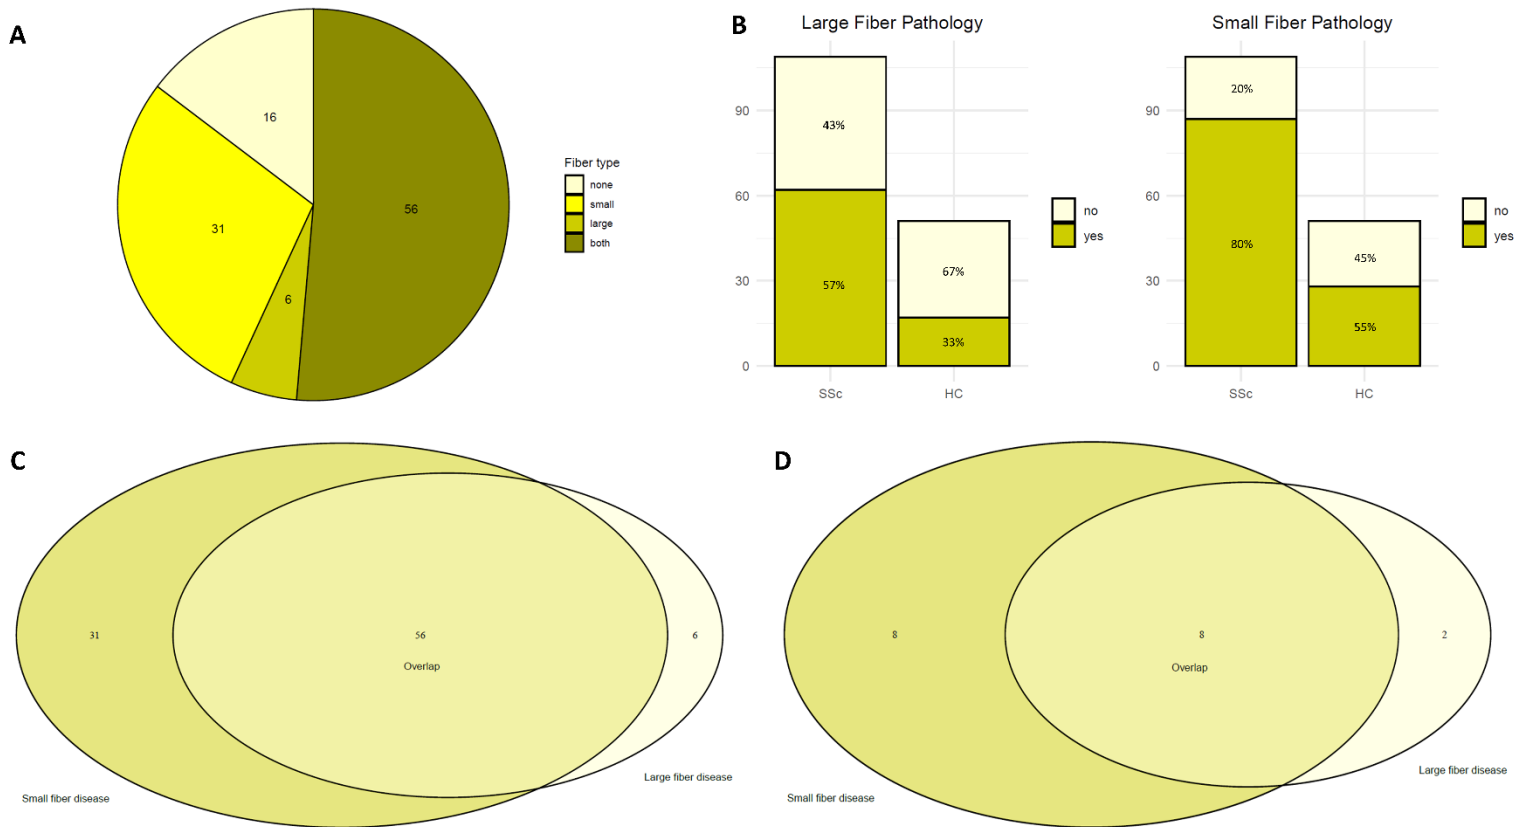 A
16
31
56
6
Fiber type
none
small
large
both
B
Large Fiber Pathology
90
60
30
0
43%
57%
67%
33%
SSc
HC
no
yes
Small Fiber Pathology
90
60
30
0
20%
80%
45%
55%
SSc
HC
no
yes
C
31
56
6
Overlap
Large fiber disease
Small fiber disease
D
8
8
2
Overlap
Large fiber disease
Small fiber disease